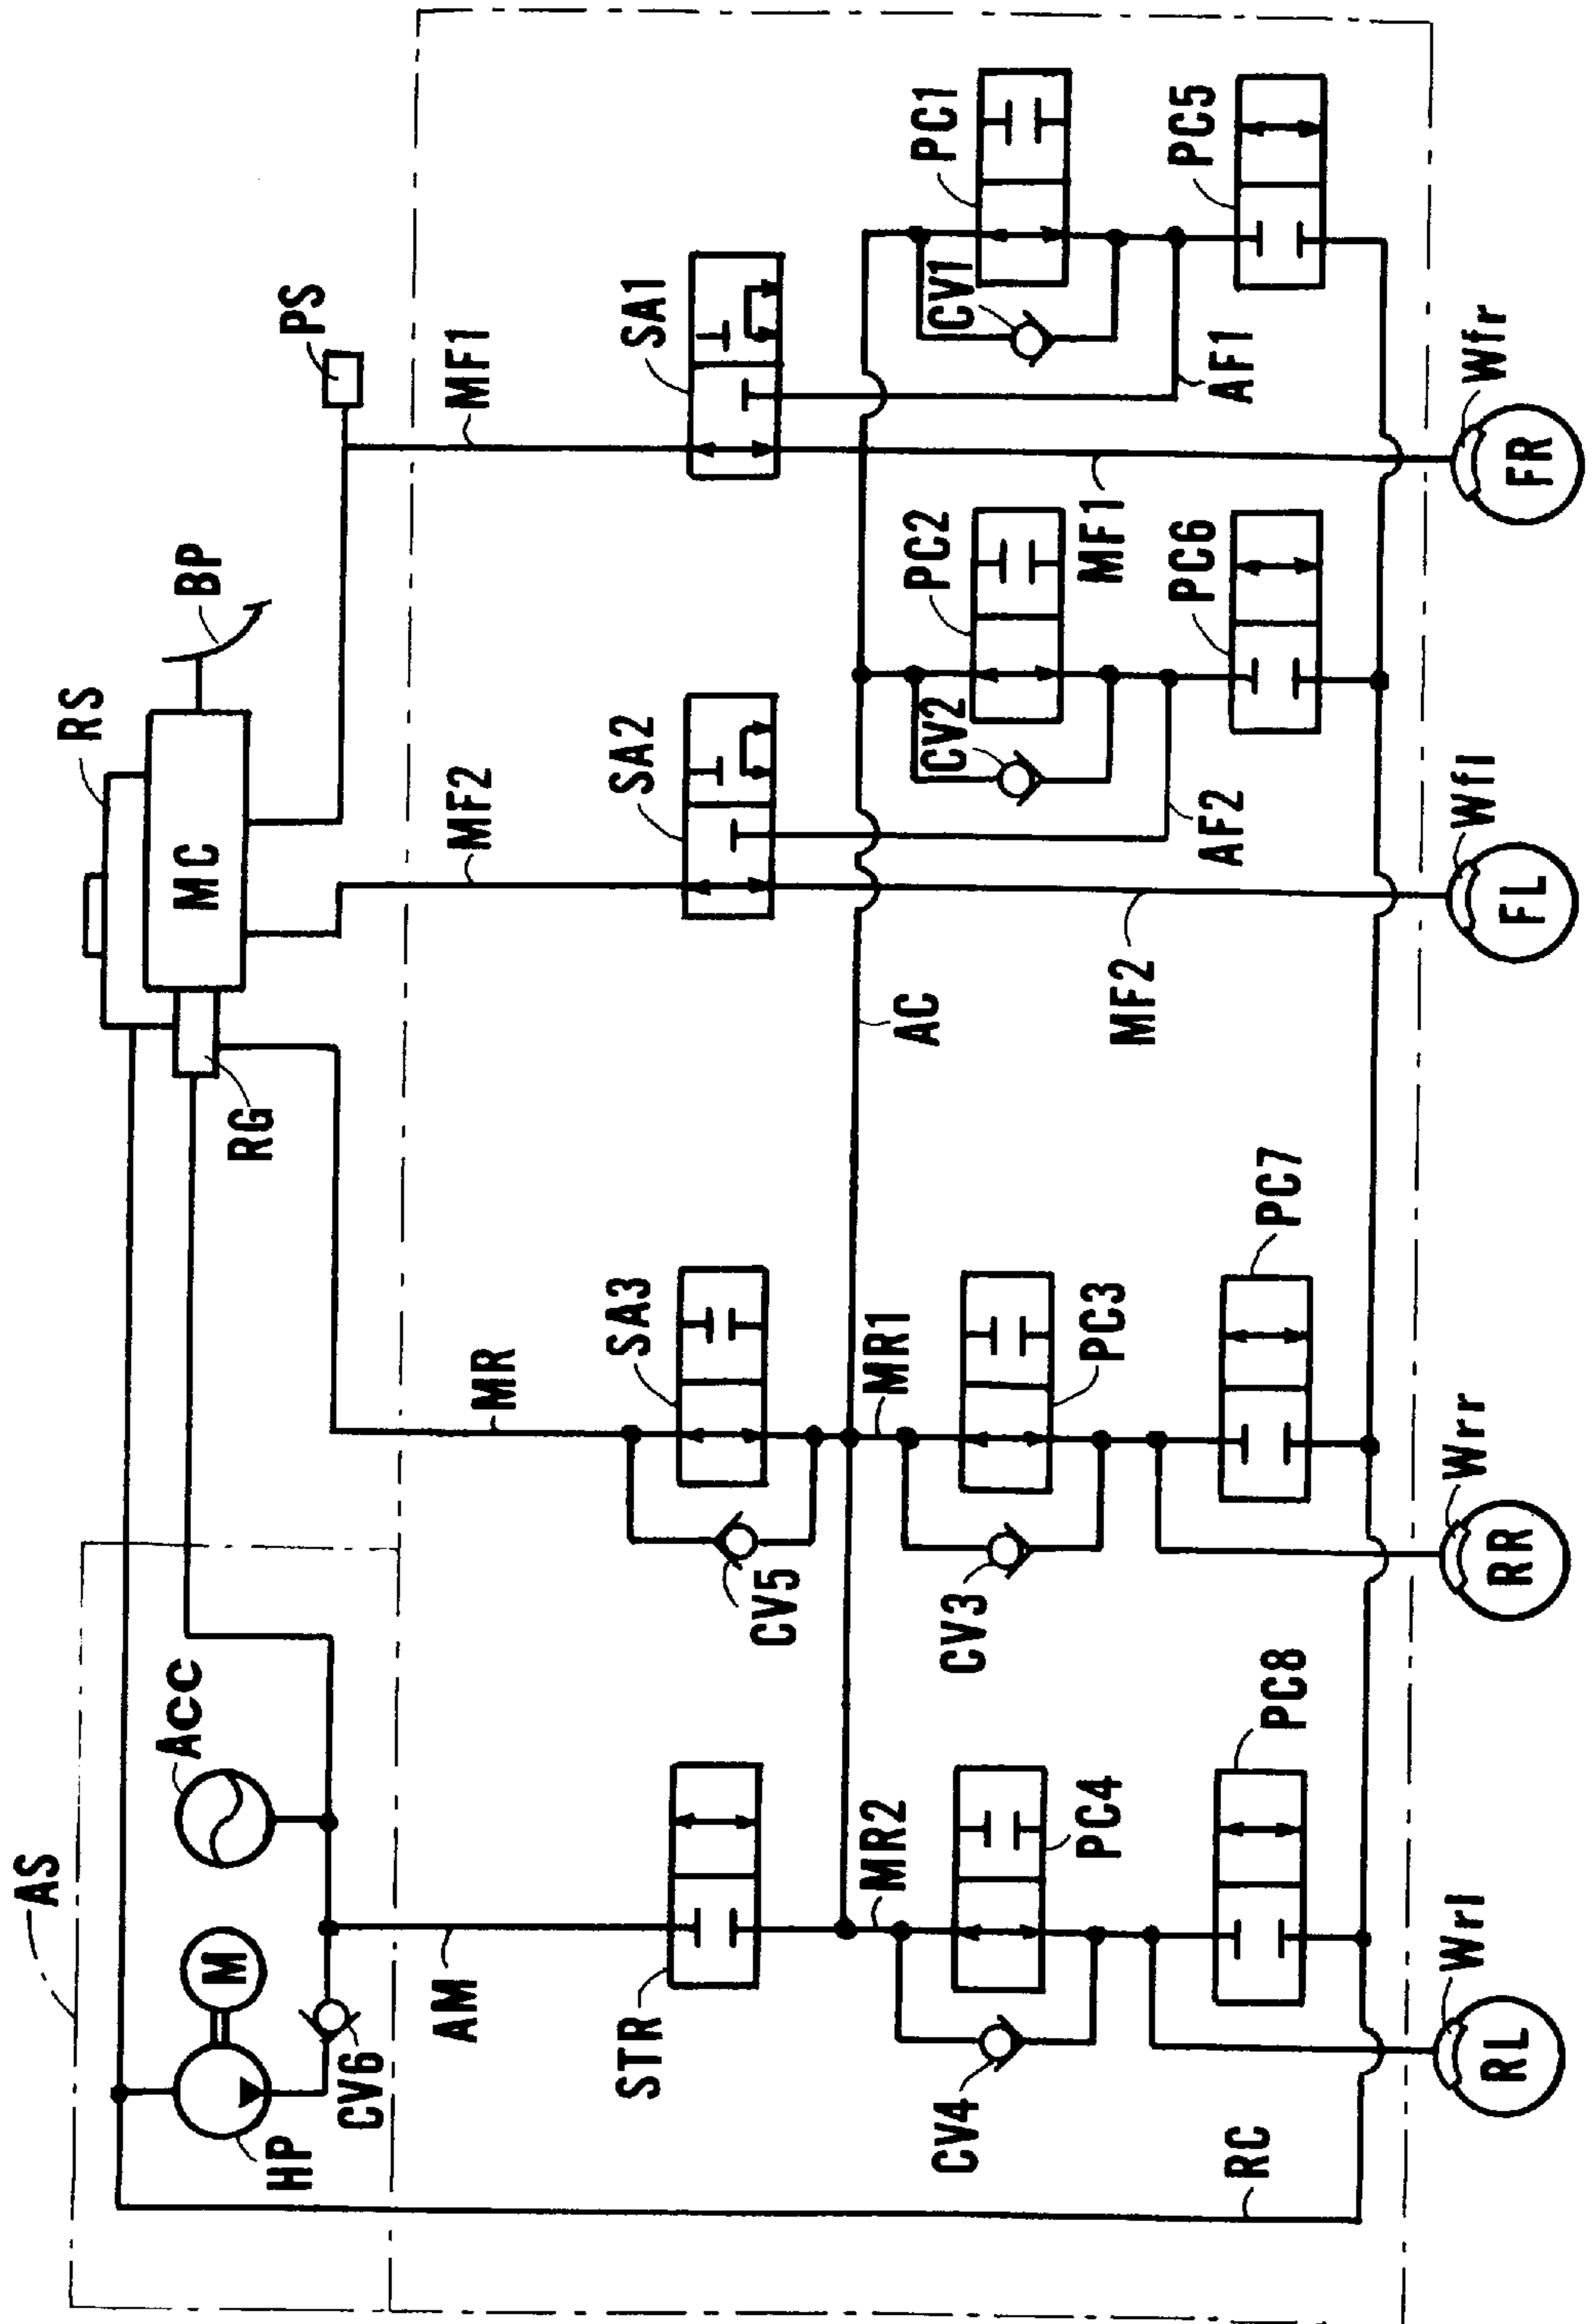 AS
HP
M
Acc
CV6
RG
RS
MC
BP
PS
AM
MR
MF2
MF1
STR
SA3
CV5
SA2
SA1
MR2
MR1
AC
CV4
PC4
CV3
PC3
CV2
PC2
CV1
PC1
MF2
AF2
MF1
AF1
RC
PC8
PC7
PC6
PC5
Wrl
RL
Wrr
RR
Wfl
FL
Wfr
FR